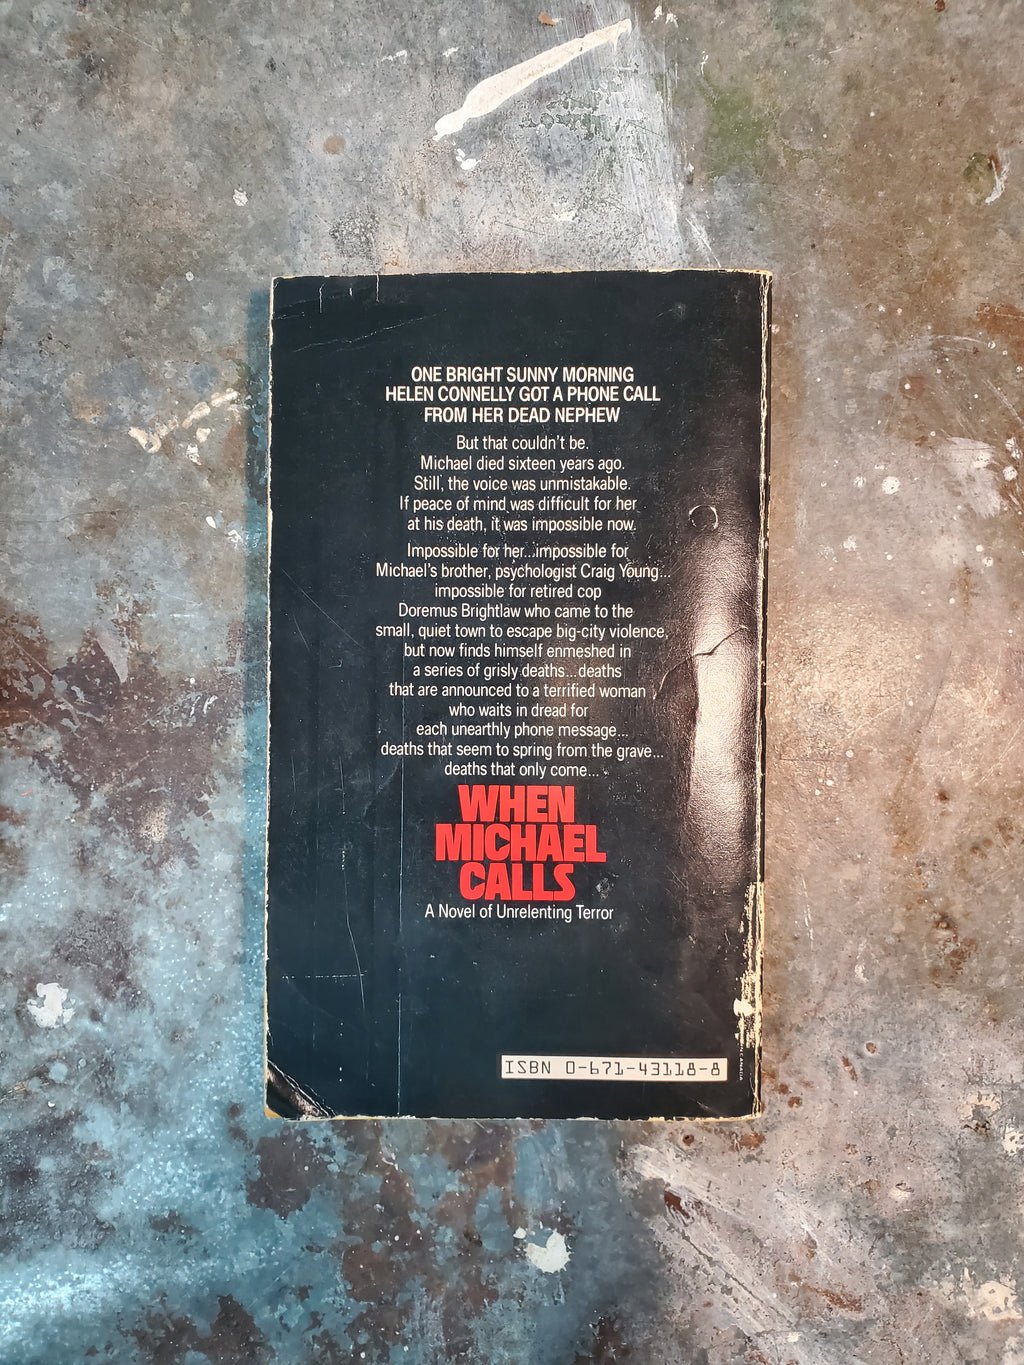 ONE BRIGHT SUNNY MORNING
HELEN CONNELLY GOT A PHONE CALL
FROM HER DEAD NEPHEW
But that couldn't be.
Michael died sixteen years ago.
Still, the voice was unmistakable.
If peace of mind was difficult for her
at his death, it was impossible now.
Impossible for her...impossible for
Michael's brother, psychologist Craig Young...
impossible for retired cop
Doremus Brightlaw who came to the
small, quiet town to escape big-city violence,
but now finds himself enmeshed in
a series of grisly deaths...deaths
that are announced to a terrified woman
who waits in dread for
each unearthly phone message...
deaths that seem to spring from the grave...
deaths that only come...
WHEN
MICHAEL
CALLS
A Novel of Unrelenting Terror
ISBN 0-671-43118-8